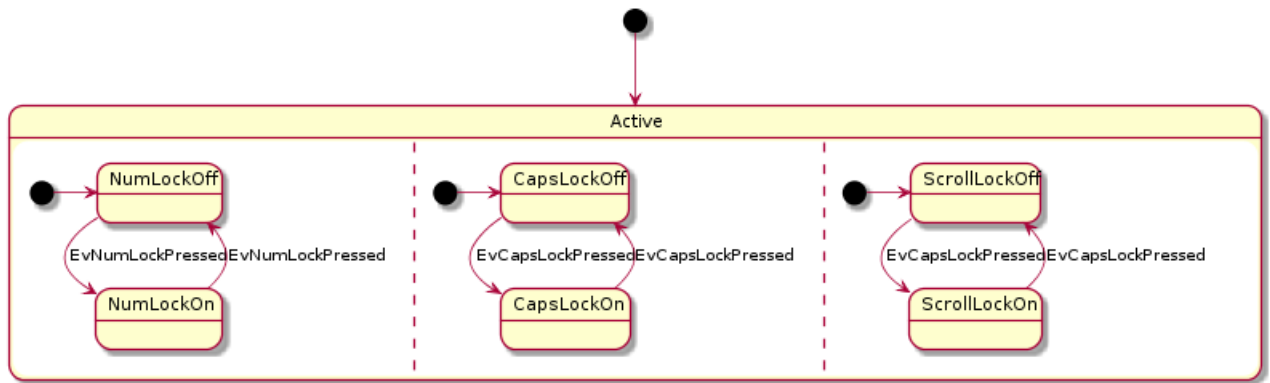 Active
NumLockOff
CapsLockOff
ScrollLockOff
EvNumLockPressed
EvNumLockPressed
EvCapsLockPressed
EvCapsLockPressed
EvCapsLockPressed
EvCapsLockPressed
NumLockOn
CapsLockOn
ScrollLockOn